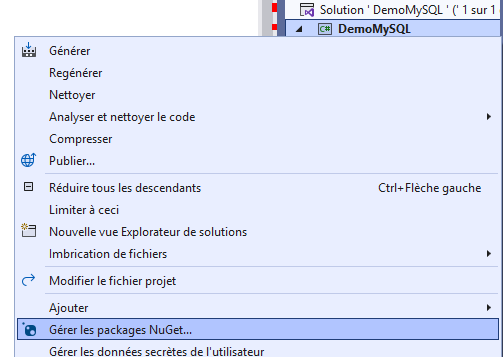 Solution ' DemoMySQL ' (' 1 sur 1
C# DemoMySQL
Générer
Regénérer
Nettoyer
Analyser et nettoyer le code
Compresser
Publier...
Réduire tous les descendants Ctrl+Flèche gauche
Limiter à ceci
Nouvelle vue Explorateur de solutions
Imbrication de fichiers
Modifier le fichier projet
Ajouter
Gérer les packages NuGet...
Gérer les données secrètes de l'utilisateur